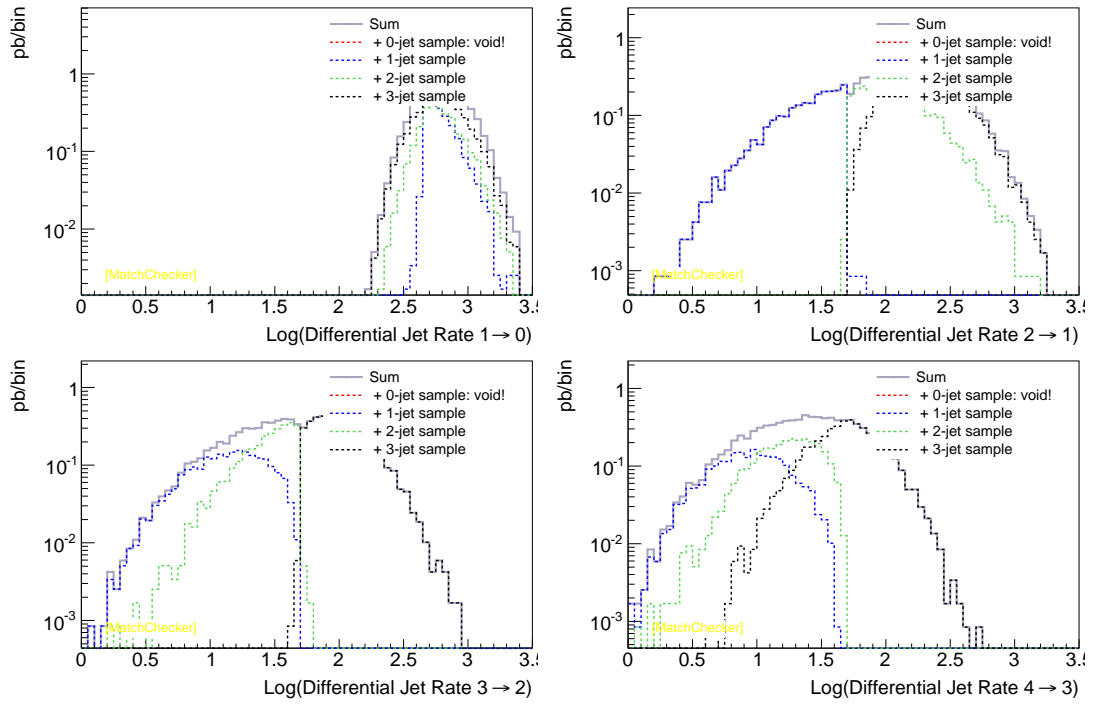 pb/bin
Sum
+ 0-jet sample: void!
+ 1-jet sample
+ 2-jet sample
+ 3-jet sample
1
10⁻¹
10⁻²
[MatchChecker]
0 0.5 1 1.5 2 2.5 3 3.5
Log(Differential Jet Rate 1 → 0)
pb/bin
Sum
+ 0-jet sample: void!
+ 1-jet sample
+ 2-jet sample
+ 3-jet sample
1
10⁻¹
10⁻²
10⁻³
[MatchChecker]
0 0.5 1 1.5 2 2.5 3 3.5
Log(Differential Jet Rate 2 → 1)
pb/bin
Sum
+ 0-jet sample: void!
+ 1-jet sample
+ 2-jet sample
+ 3-jet sample
1
10⁻¹
10⁻²
10⁻³
[MatchChecker]
0 0.5 1 1.5 2 2.5 3 3.5
Log(Differential Jet Rate 3 → 2)
pb/bin
Sum
+ 0-jet sample: void!
+ 1-jet sample
+ 2-jet sample
+ 3-jet sample
1
10⁻¹
10⁻²
10⁻³
[MatchChecker]
0 0.5 1 1.5 2 2.5 3 3.5
Log(Differential Jet Rate 4 → 3)